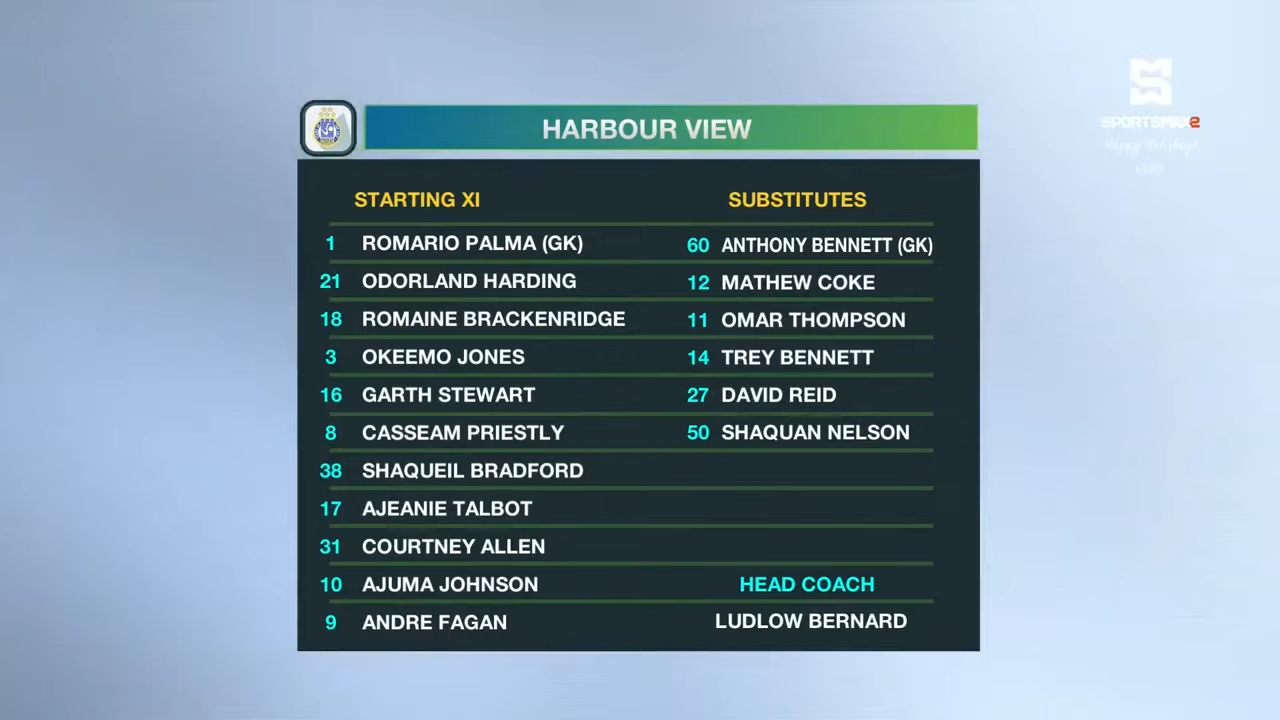 HARBOUR VIEW
SPORTSMAX2
Happy Holidays
STARTING XI
SUBSTITUTES
1 ROMARIO PALMA (GK)
60 ANTHONY BENNETT (GK)
21 ODORLAND HARDING
12 MATHEW COKE
18 ROMAINE BRACKENRIDGE
11 OMAR THOMPSON
3 OKEEMO JONES
14 TREY BENNETT
16 GARTH STEWART
27 DAVID REID
8 CASSEAM PRIESTLY
50 SHAQUAN NELSON
38 SHAQUEIL BRADFORD
17 AJEANIE TALBOT
31 COURTNEY ALLEN
10 AJUMA JOHNSON
HEAD COACH
9 ANDRE FAGAN
LUDLOW BERNARD